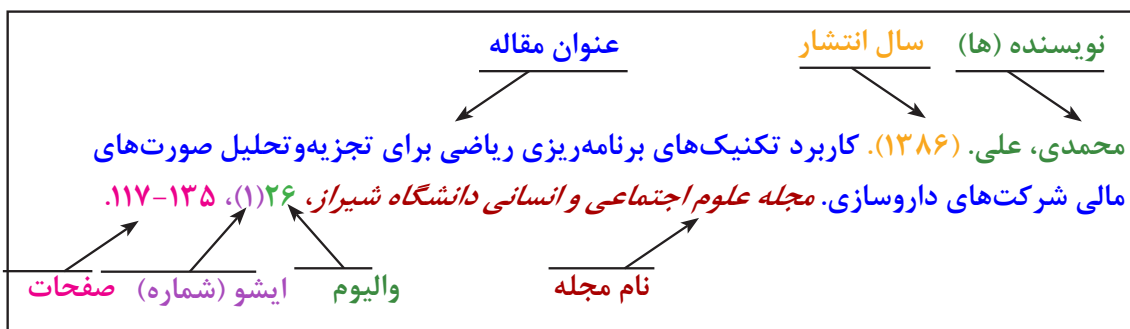 نویسنده (ها) سال انتشار عنوان مقاله
محمدی، علی. (۱۳۸۶). کاربرد تکنیک‌های برنامه‌ریزی ریاضی برای تجزیه‌وتحلیل صورت‌های
مالی شرکت‌های داروسازی. مجله علوم اجتماعی و انسانی دانشگاه شیراز، ۲۶(۱)، ۱۳۵-۱۱۷.
نام مجله والیوم ایشو (شماره) صفحات